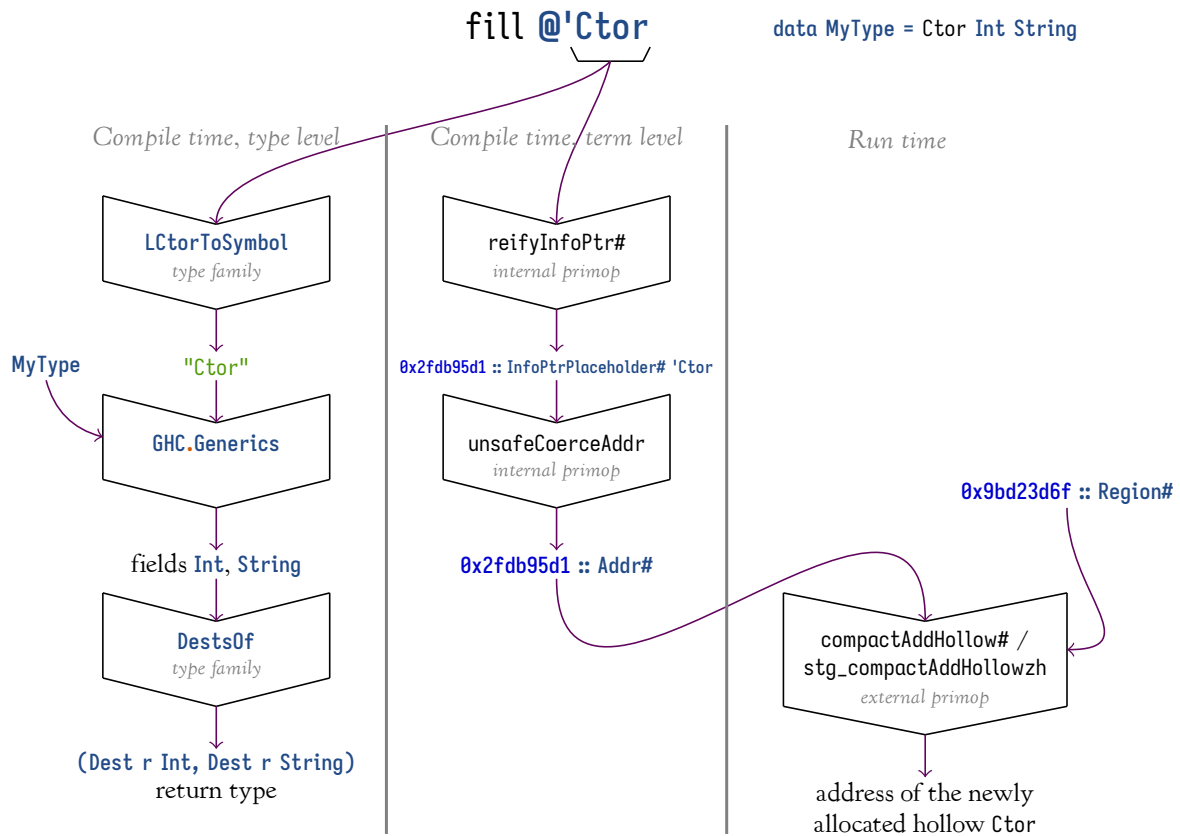 fill @'Ctor
data MyType = Ctor Int String
Compile time, type level
Compile time, term level
Run time
LCtorToSymbol
type family
reifyInfoPtr#
internal primop
MyType
"Ctor"
0x2fdb95d1 :: InfoPtrPlaceholder# 'Ctor
GHC.Generics
unsafeCoerceAddr
internal primop
0x9bd23d6f :: Region#
fields Int, String
0x2fdb95d1 :: Addr#
DestsOf
type family
compactAddHollow# /
stg_compactAddHollowzh
external primop
(Dest r Int, Dest r String)
return type
address of the newly
allocated hollow Ctor